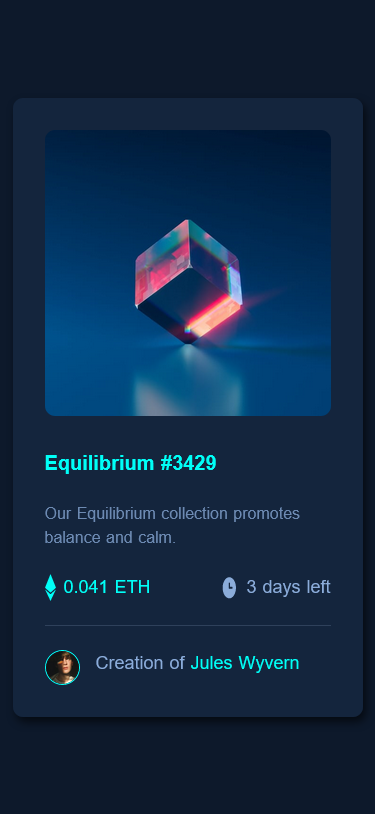 Equilibrium #3429
Our Equilibrium collection promotes
balance and calm.
0.041 ETH
3 days left
Creation of Jules Wyvern